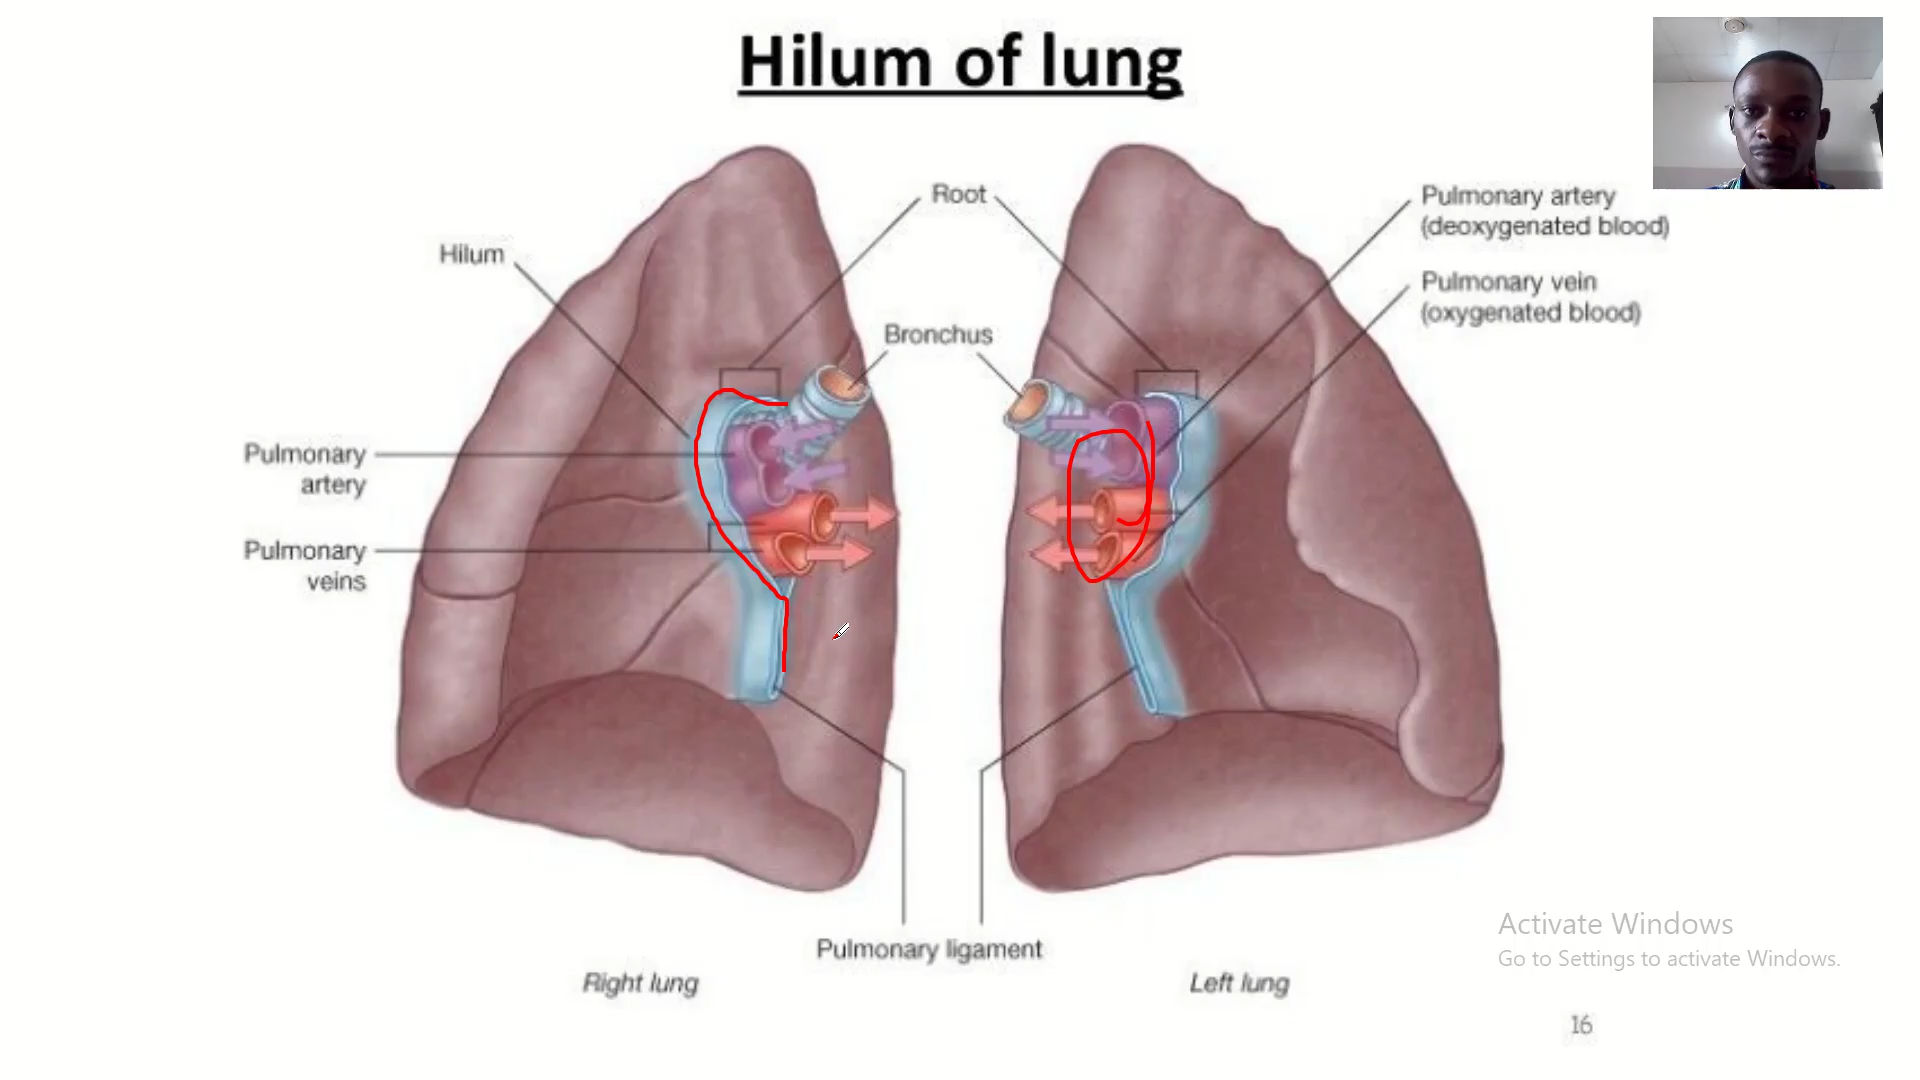 Hilum of lung
Root
Pulmonary artery
(deoxygenated blood)
Hilum
Pulmonary vein
(oxygenated blood)
Bronchus
Pulmonary
artery
Pulmonary
veins
Pulmonary ligament
Right lung
Left lung
Activate Windows
Go to Settings to activate Windows.
16